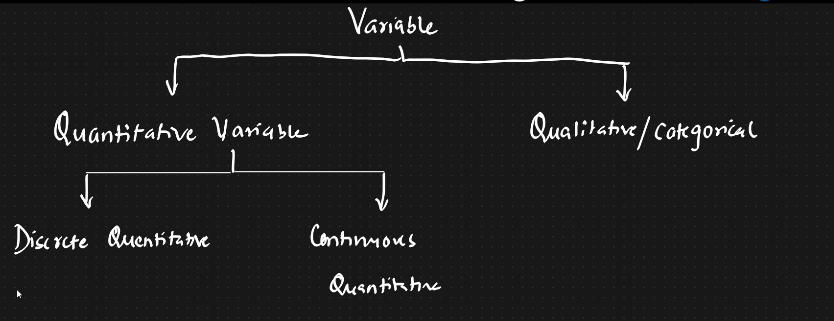 Variable
Quantitative Variable
Qualitative/Categorical
Discrete Quantitative
Continuous
Quantitative